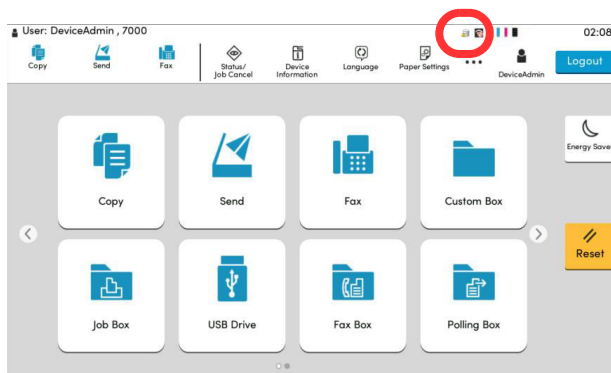 User: DeviceAdmin , 7000
02:08
Copy
Send
Fax
Status/
Job Cancel
Device
Information
Language
Paper Settings
DeviceAdmin
Logout
Copy
Send
Fax
Custom Box
Energy Save
Job Box
USB Drive
Fax Box
Polling Box
Reset